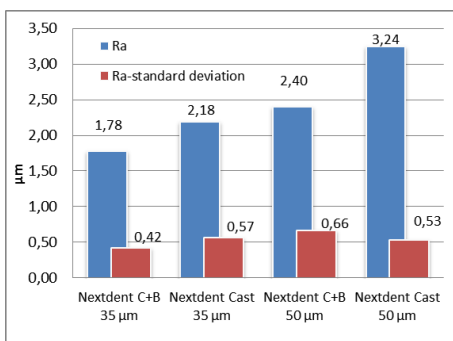 3,50
3,00
2,50
2,00
1,50
1,00
0,50
0,00
µm
Ra
Ra-standard deviation
1,78
0,42
2,18
0,57
2,40
0,66
3,24
0,53
Nextdent C+B
35 µm
Nextdent Cast
35 µm
Nextdent C+B
50 µm
Nextdent Cast
50 µm